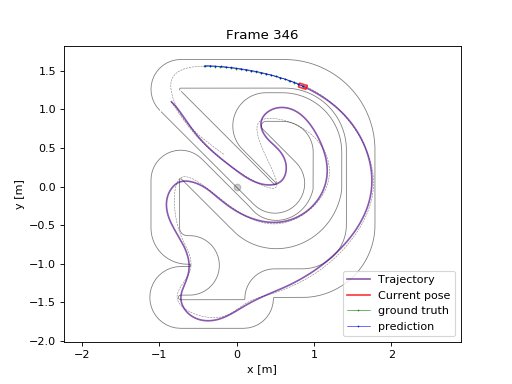 Frame 346
y [m]
1.5
1.0
0.5
0.0
−0.5
−1.0
−1.5
−2.0
−2
−1
0
1
2
x [m]
Trajectory
Current pose
ground truth
prediction